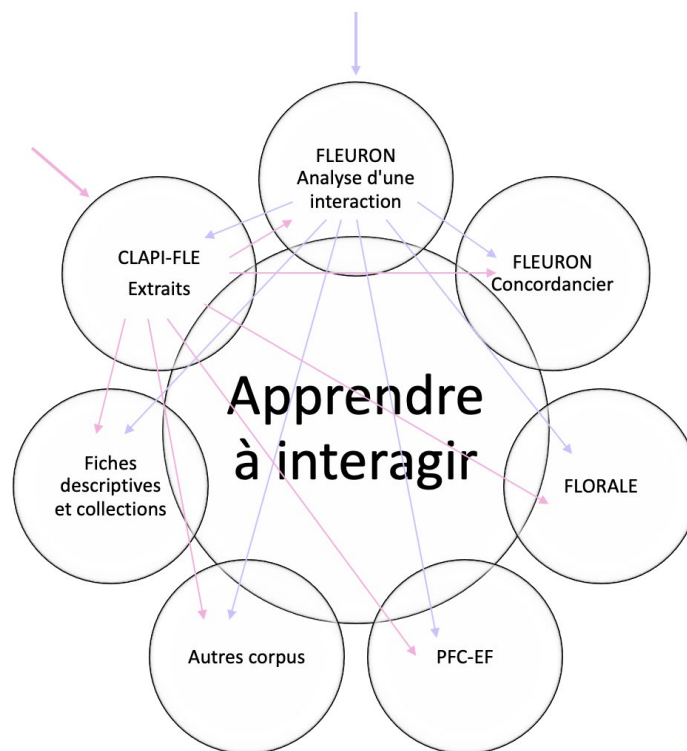 FLEURON
Analyse d'une
interaction
CLAPI-FLE
Extraits
FLEURON
Concordancier
Apprendre
à interagir
Fiches
descriptives
et collections
FLORALE
Autres corpus
PFC-EF